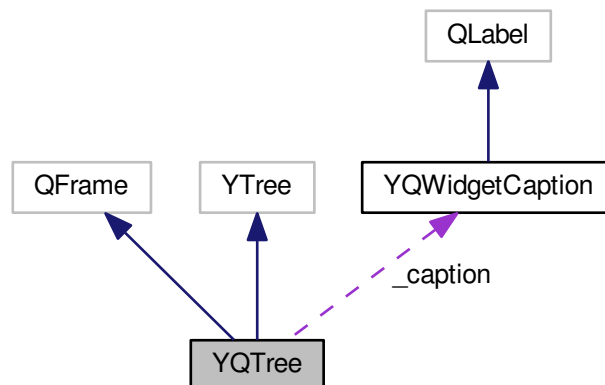 QLabel
QFrame
YTree
YQWidgetCaption
_caption
YQTree